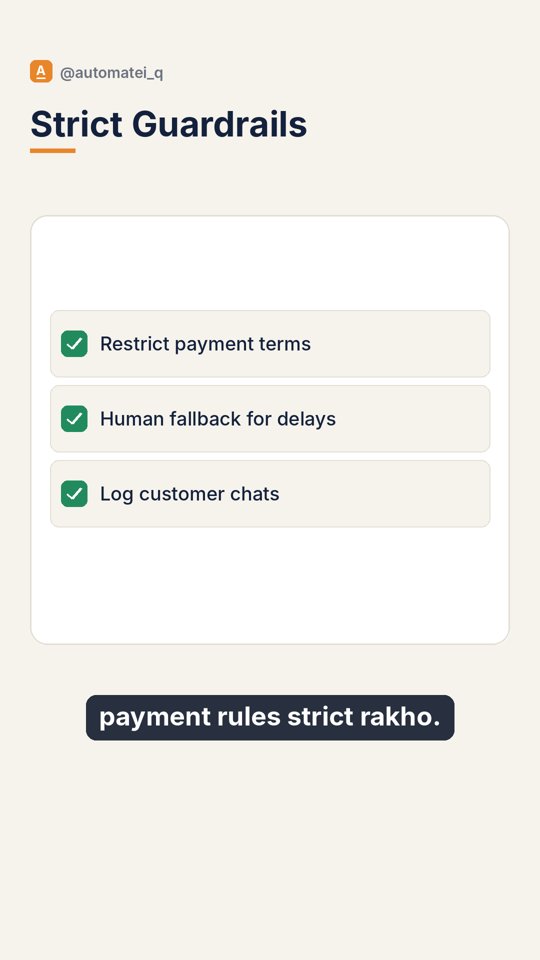 A @automatei_q
Strict Guardrails
Restrict payment terms
Human fallback for delays
Log customer chats
payment rules strict rakho.